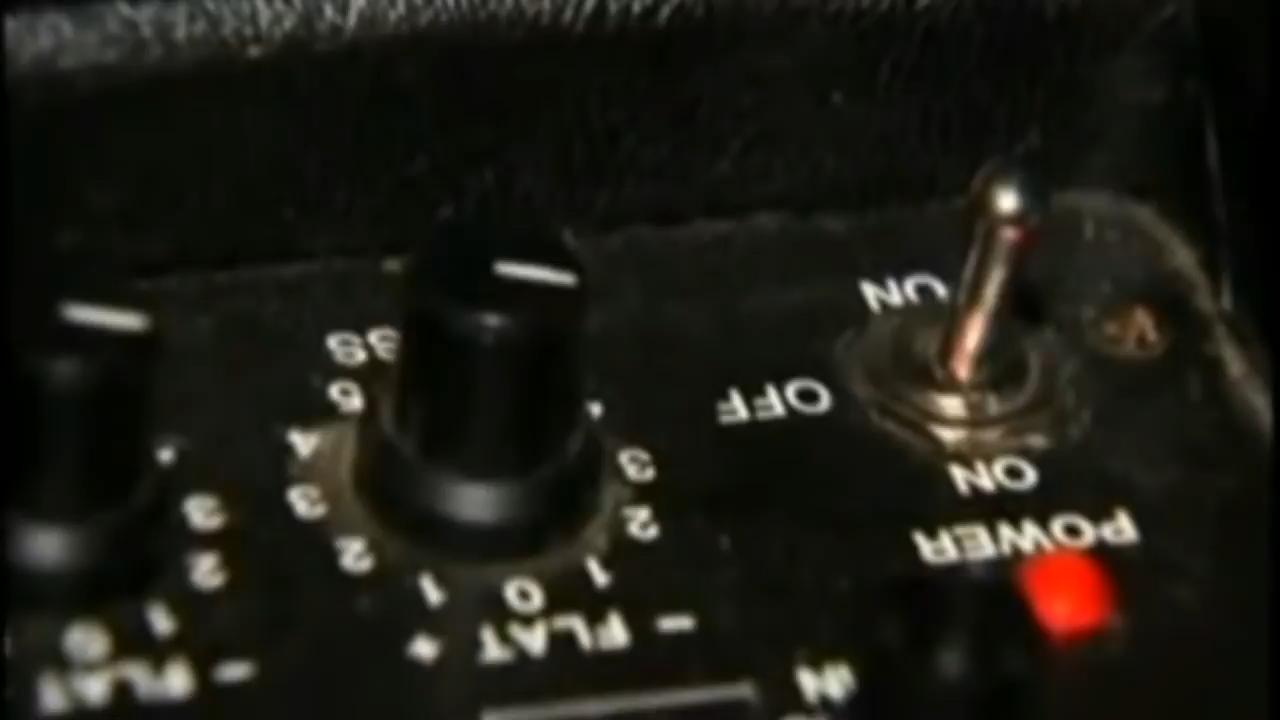 IN
POWER
ON
OFF
ON
- FLAT +
1 0 1
2 2
3 3
4
5
- FLAT
1 0
2
3